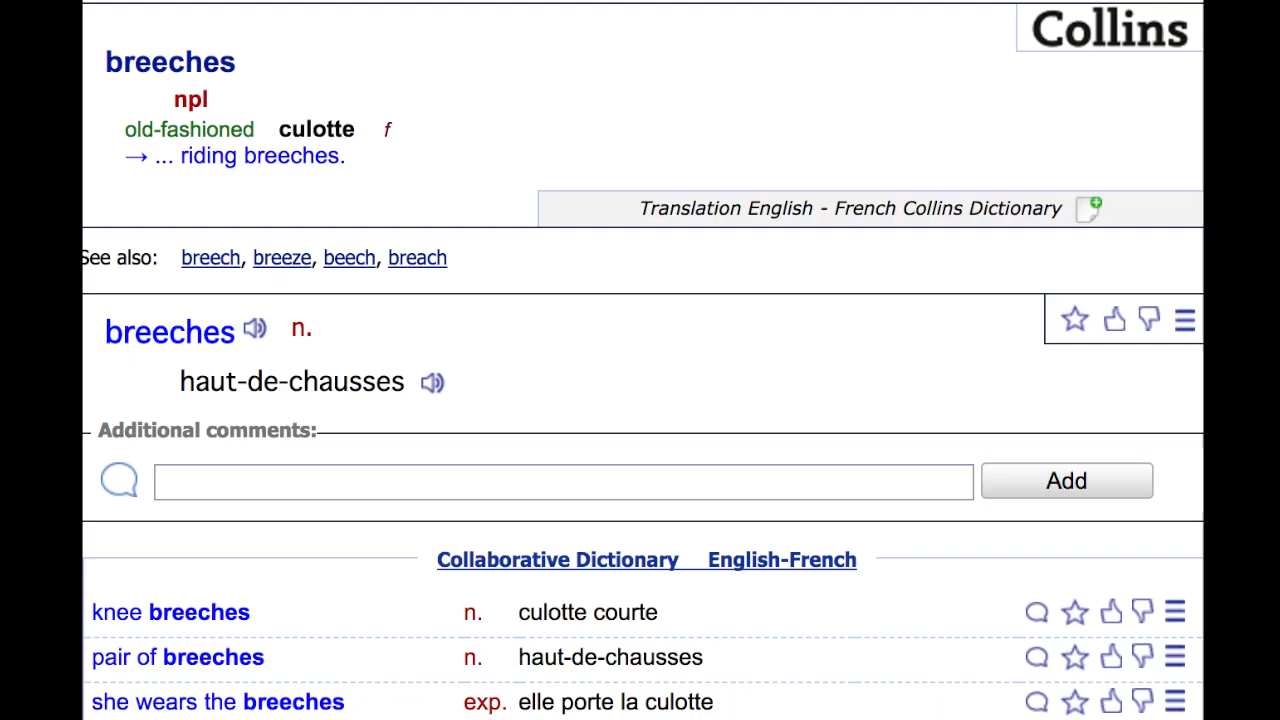 Collins
breeches
npl
old-fashioned culotte f
→ ... riding breeches.
Translation English - French Collins Dictionary
See also: breech, breeze, beech, breach
breeches n.
haut-de-chausses
Additional comments:
Add
Collaborative Dictionary English-French
knee breeches n. culotte courte
pair of breeches n. haut-de-chausses
she wears the breeches exp. elle porte la culotte